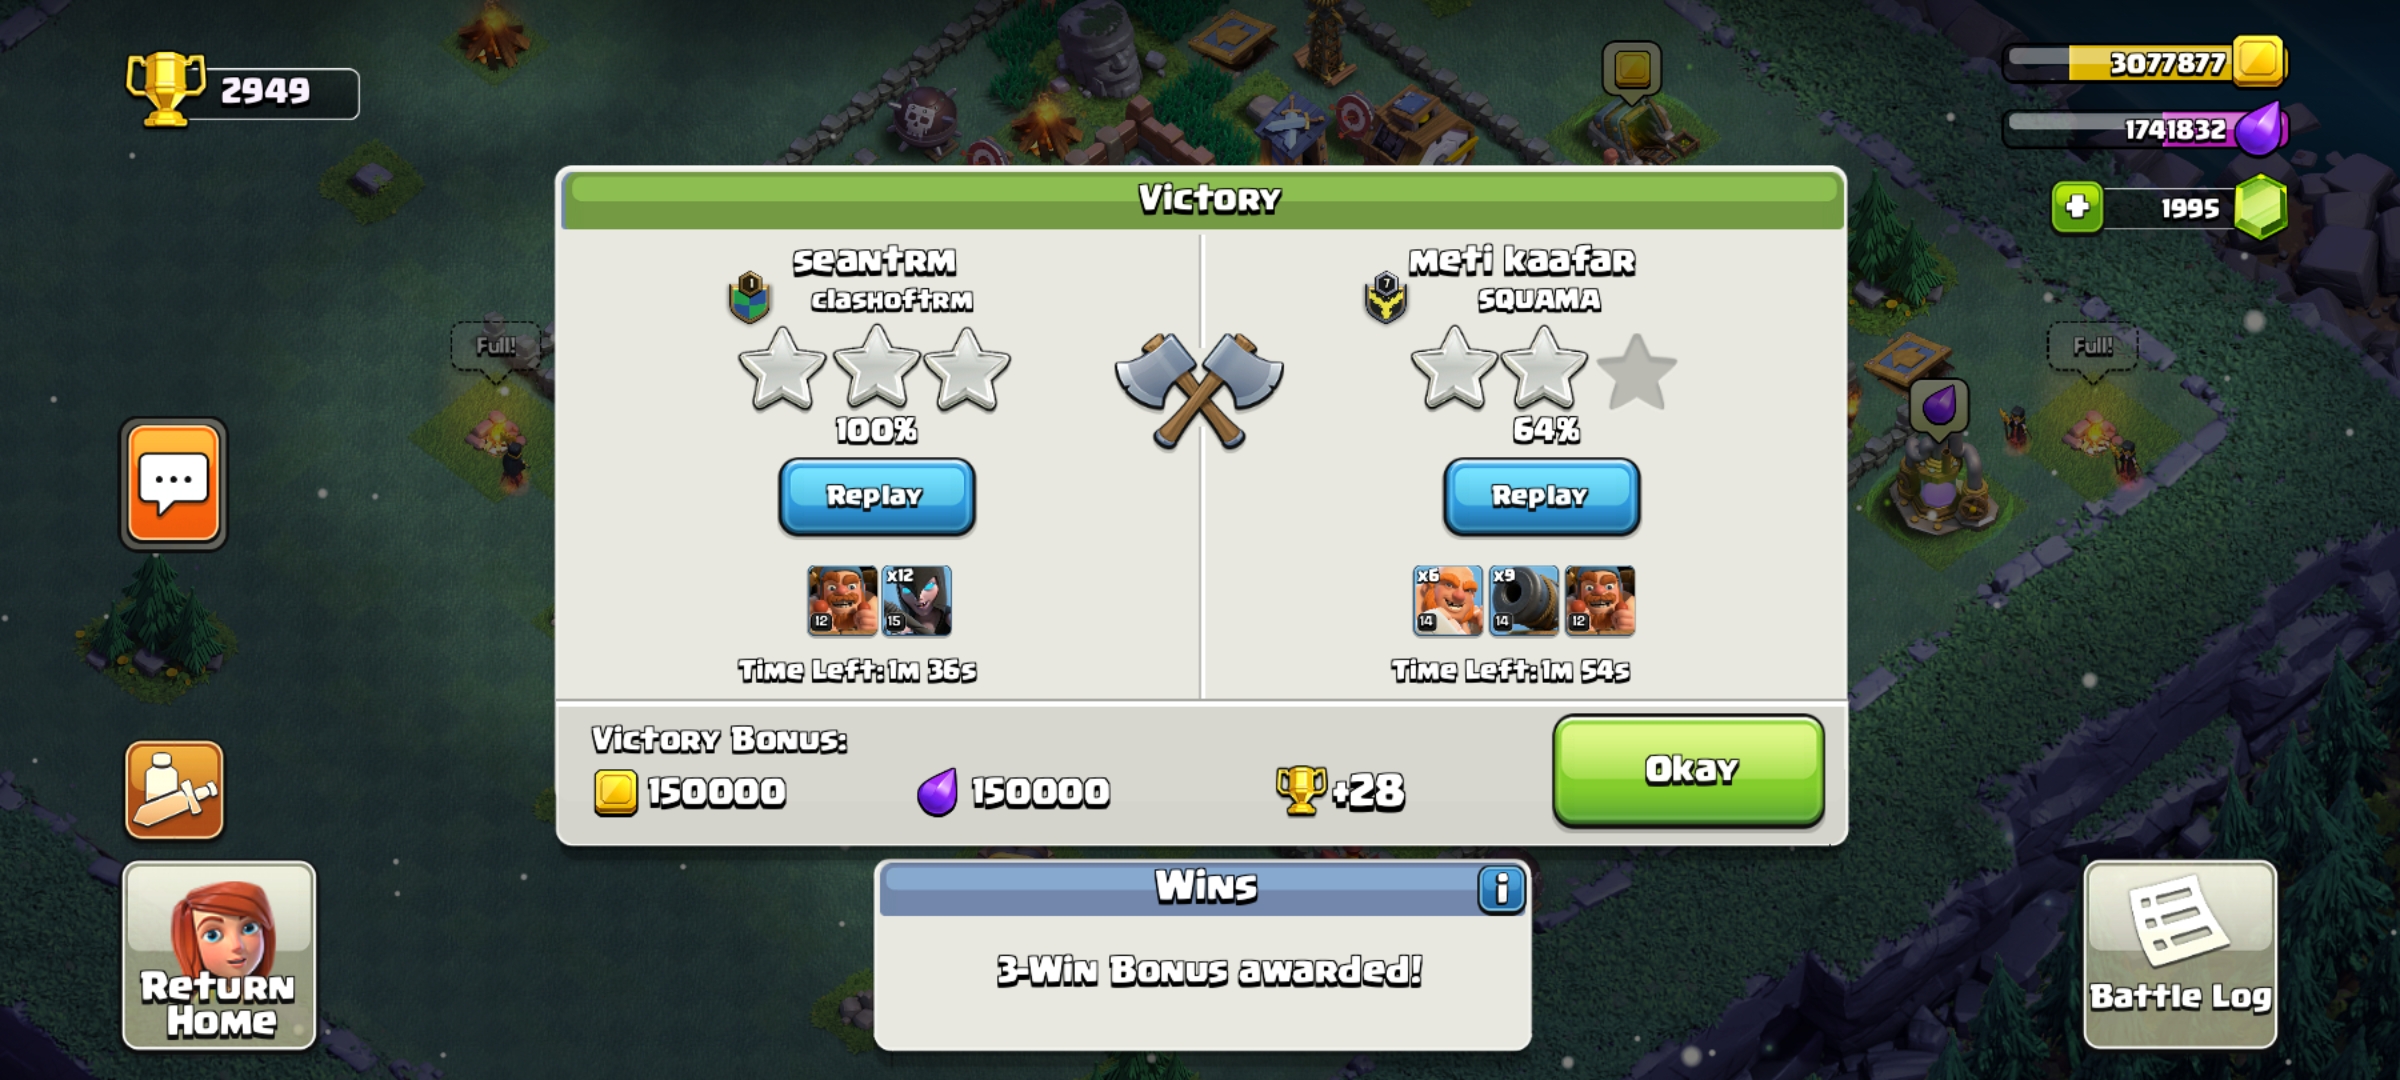 2949
3077877
1741832
1995
Full!
Full!
Victory
seantrm
clashoftrm
1
100%
Replay
12
x12
15
Time Left:1m 36s
Meti kaafar
SQUAMA
7
64%
Replay
x6
14
x9
14
12
Time Left:1m 54s
Victory Bonus:
150000
150000
+28
Okay
Wins
i
3-Win Bonus awarded!
Return
Home
Battle Log